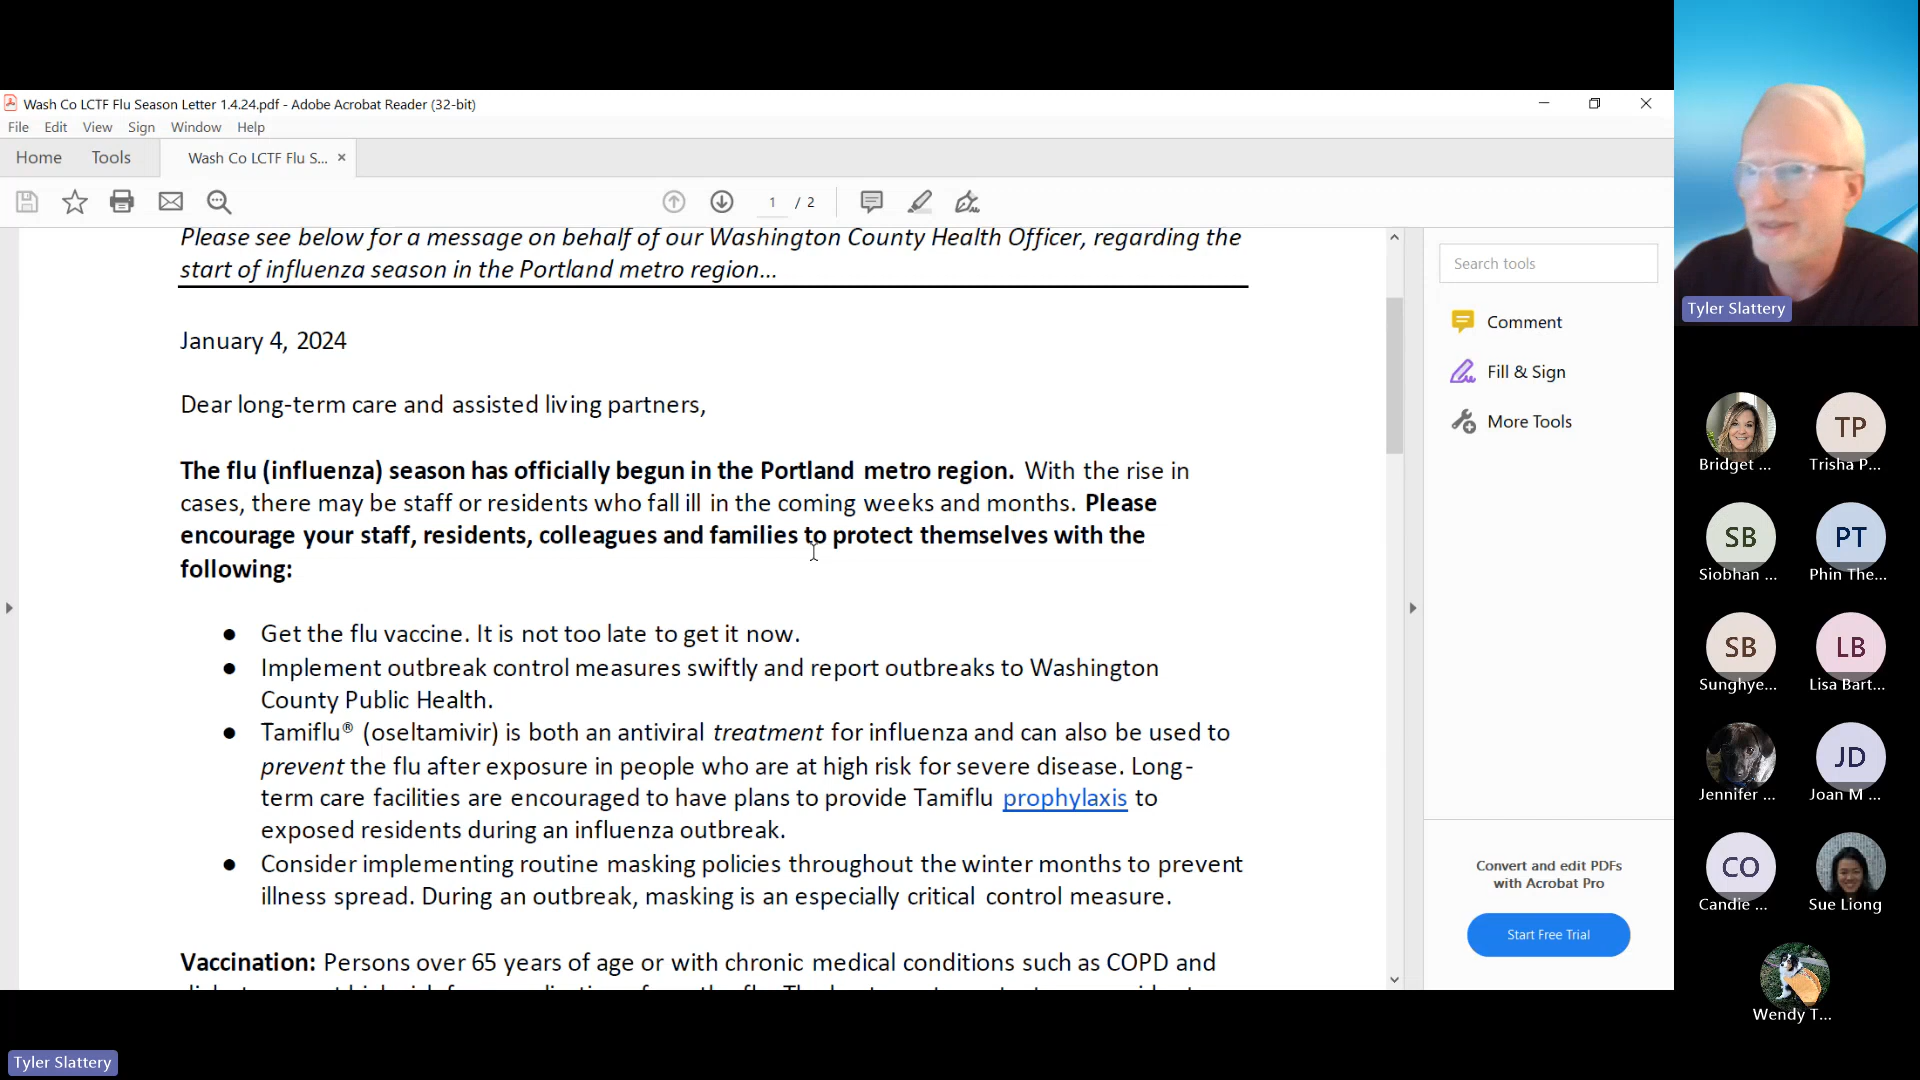 Wash Co LCTF Flu Season Letter 1.4.24.pdf - Adobe Acrobat Reader (32-bit)
File Edit View Sign Window Help
Home Tools Wash Co LCTF Flu S... ×
1 / 2
Please see below for a message on behalf of our Washington County Health Officer, regarding the
start of influenza season in the Portland metro region...
January 4, 2024
Dear long-term care and assisted living partners,
The flu (influenza) season has officially begun in the Portland metro region. With the rise in
cases, there may be staff or residents who fall ill in the coming weeks and months. Please
encourage your staff, residents, colleagues and families to protect themselves with the
following:
● Get the flu vaccine. It is not too late to get it now.
● Implement outbreak control measures swiftly and report outbreaks to Washington
County Public Health.
● Tamiflu® (oseltamivir) is both an antiviral treatment for influenza and can also be used to
prevent the flu after exposure in people who are at high risk for severe disease. Long-
term care facilities are encouraged to have plans to provide Tamiflu prophylaxis to
exposed residents during an influenza outbreak.
● Consider implementing routine masking policies throughout the winter months to prevent
illness spread. During an outbreak, masking is an especially critical control measure.
Vaccination: Persons over 65 years of age or with chronic medical conditions such as COPD and
Search tools
Comment
Fill & Sign
More Tools
Convert and edit PDFs
with Acrobat Pro
Start Free Trial
Tyler Slattery
TP
Bridget ... Trisha P...
SB PT
Siobhan ... Phin The...
SB LB
Sunghye... Lisa Bart...
JD
Jennifer ... Joan M ...
CO
Candie ... Sue Liong
Wendy T...
Tyler Slattery